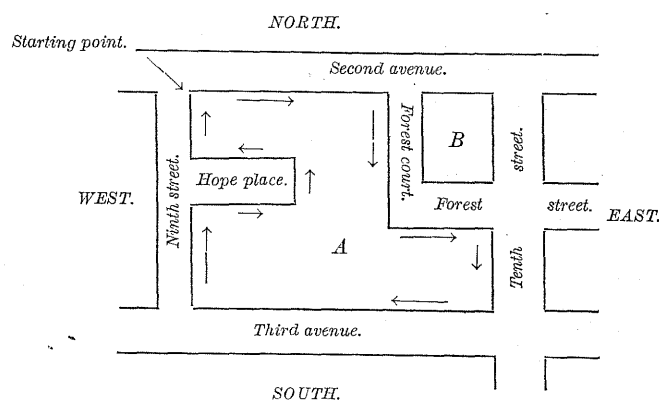 NORTH.
Starting point.
Second avenue.
Forest court.
B
street.
Hope place.
WEST.
Ninth street.
Forest
street.
EAST.
A
Tenth
Third avenue.
SOUTH.